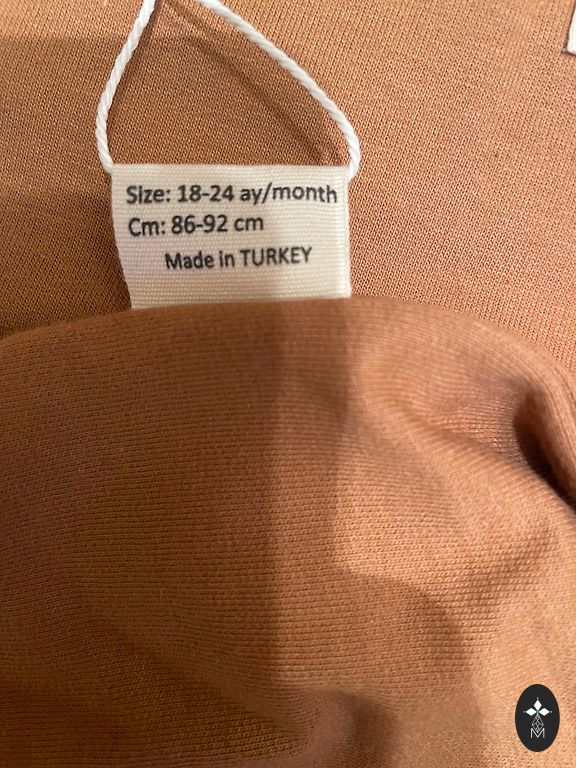 Size: 18-24 ay/month
Cm: 86-92 cm
Made in TURKEY